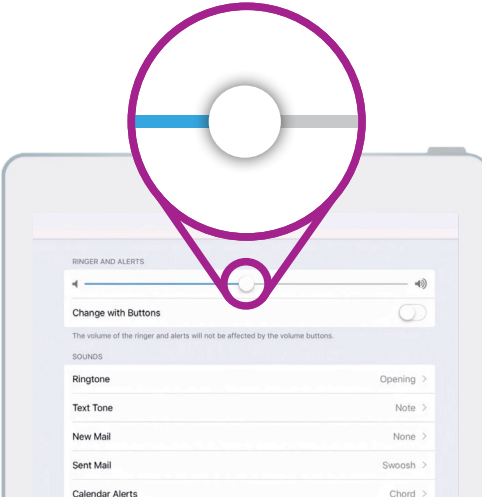 RINGER AND ALERTS
Change with Buttons
The volume of the ringer and alerts will not be affected by the volume buttons.
SOUNDS
Ringtone Opening >
Text Tone Note >
New Mail None >
Sent Mail Swoosh >
Calendar Alerts Chord >